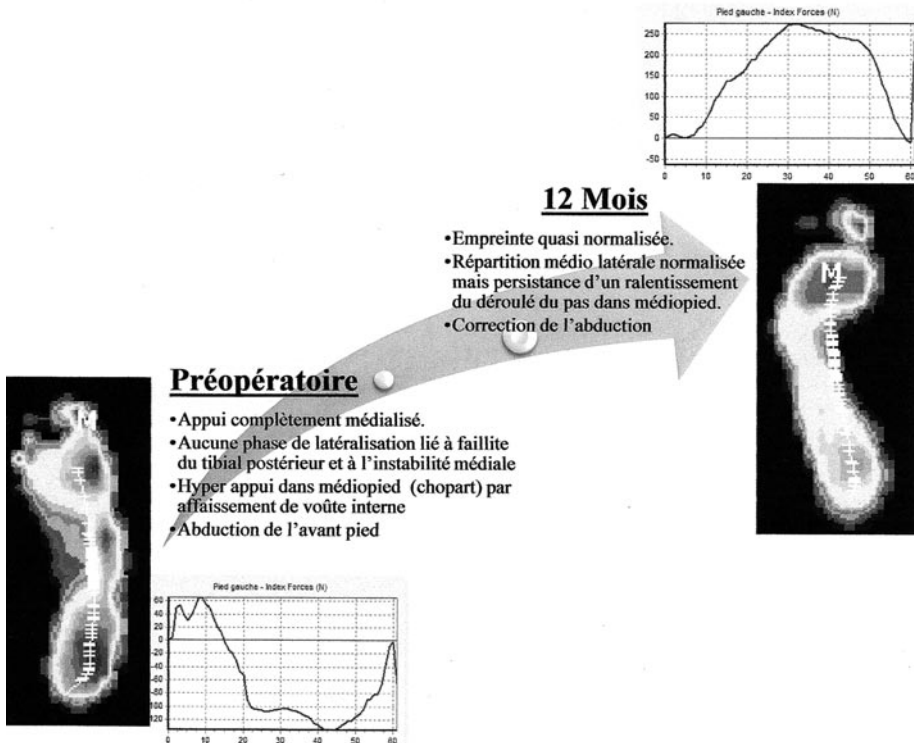 Pied gauche - Index Forces (N)
250
200
150
100
50
0
-50
0 10 20 30 40 50 60
12 Mois
•Empreinte quasi normalisée.
•Répartition médio latérale normalisée
mais persistance d’un ralentissement
du déroulé du pas dans médiopied.
•Correction de l’abduction
M
Préopératoire
•Appui complètement médialisé.
•Aucune phase de latéralisation lié à faillite
du tibial postérieur et à l’instabilité médiale
•Hyper appui dans médiopied (chopart) par
affaissement de voûte interne
•Abduction de l’avant pied
M
Pied gauche - Index Forces (N)
60
40
20
0
-20
-40
-60
-80
100
120
0 10 20 30 40 50 60